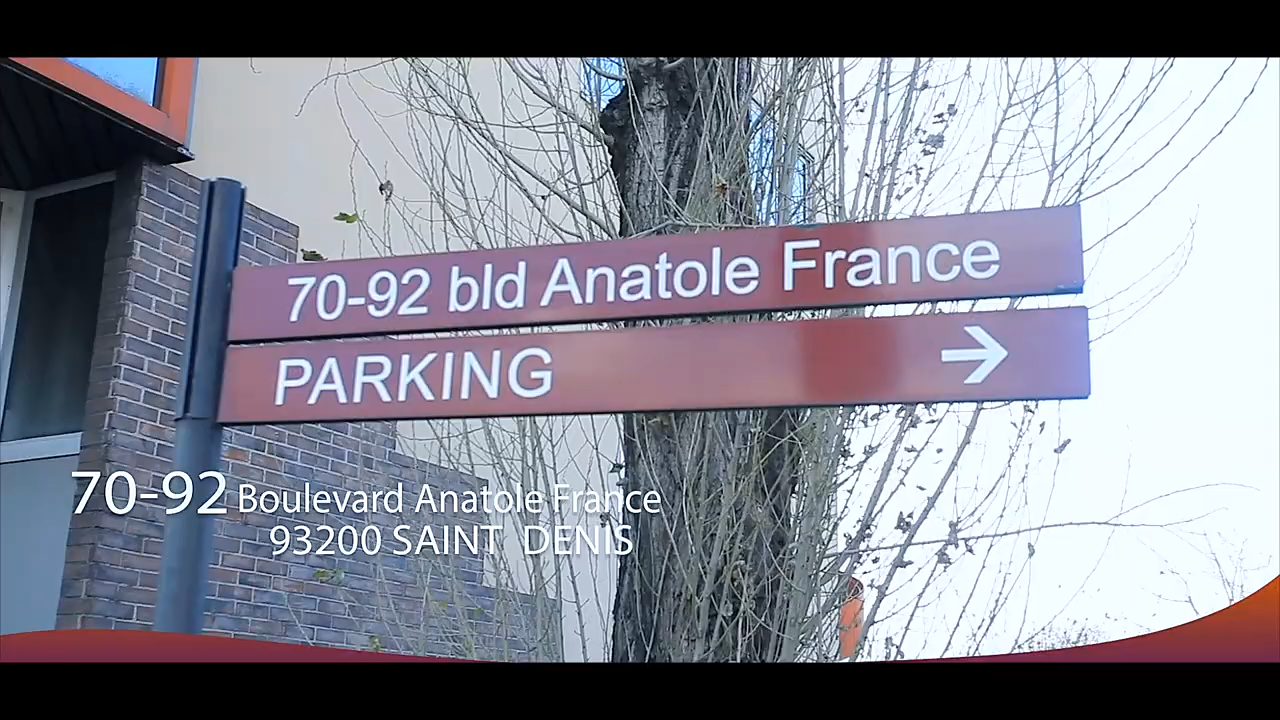 70-92 bld Anatole France
PARKING →
70-92 Boulevard Anatole France
93200 SAINT DENIS